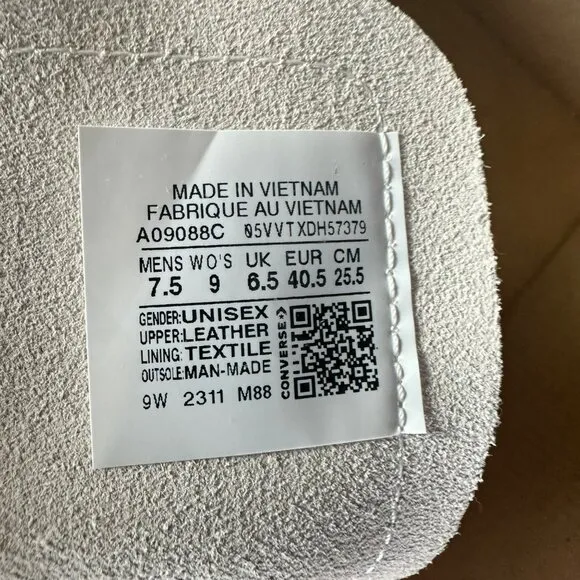 MADE IN VIETNAM
FABRIQUE AU VIETNAM
A09088C 05VVTXDH57379
MENS WO'S UK EUR CM
7.5 9 6.5 40.5 25.5
GENDER:UNISEX
UPPER:LEATHER
LINING:TEXTILE
OUTSOLE:MAN-MADE
9W 2311 M88
CONVERSE